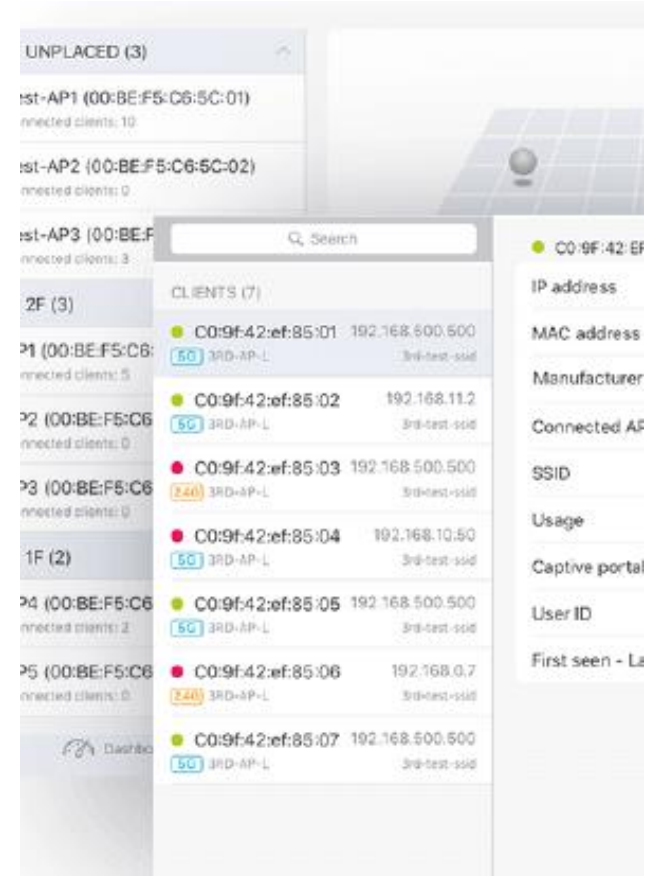 UNPLACED (3)
est-AP1 (00:BE:F5:C6:5C:01)
nnected clients: 10
est-AP2 (00:BE:F5:C6:5C:02)
nnected clients: 0
est-AP3 (00:BE:F
nnected clients: 3
2F (3)
P1 (00:BE:F5:C6:
nnected clients: 5
P2 (00:BE:F5:C6
nnected clients: 0
P3 (00:BE:F5:C6
nnected clients: 0
1F (2)
P4 (00:BE:F5:C6
nnected clients: 2
P5 (00:BE:F5:C6
nnected clients: 0
Dashbo
Search
CLIENTS (7)
C0:9f:42:ef:85:01 192.168.500.500
5G 3RD-AP-L 3rd-test-ssid
C0:9f:42:ef:85:02 192.168.11.2
5G 3RD-AP-L 3rd-test-ssid
C0:9f:42:ef:85:03 192.168.500.500
2.4G 3RD-AP-L 3rd-test-ssid
C0:9f:42:ef:85:04 192.168.10.50
5G 3RD-AP-L 3rd-test-ssid
C0:9f:42:ef:85:05 192.168.500.500
5G 3RD-AP-L 3rd-test-ssid
C0:9f:42:ef:85:06 192.168.0.7
2.4G 3RD-AP-L 3rd-test-ssid
C0:9f:42:ef:85:07 192.168.500.500
5G 3RD-AP-L 3rd-test-ssid
C0:9F:42:EF
IP address
MAC address
Manufacturer
Connected AP
SSID
Usage
Captive portal
User ID
First seen - La